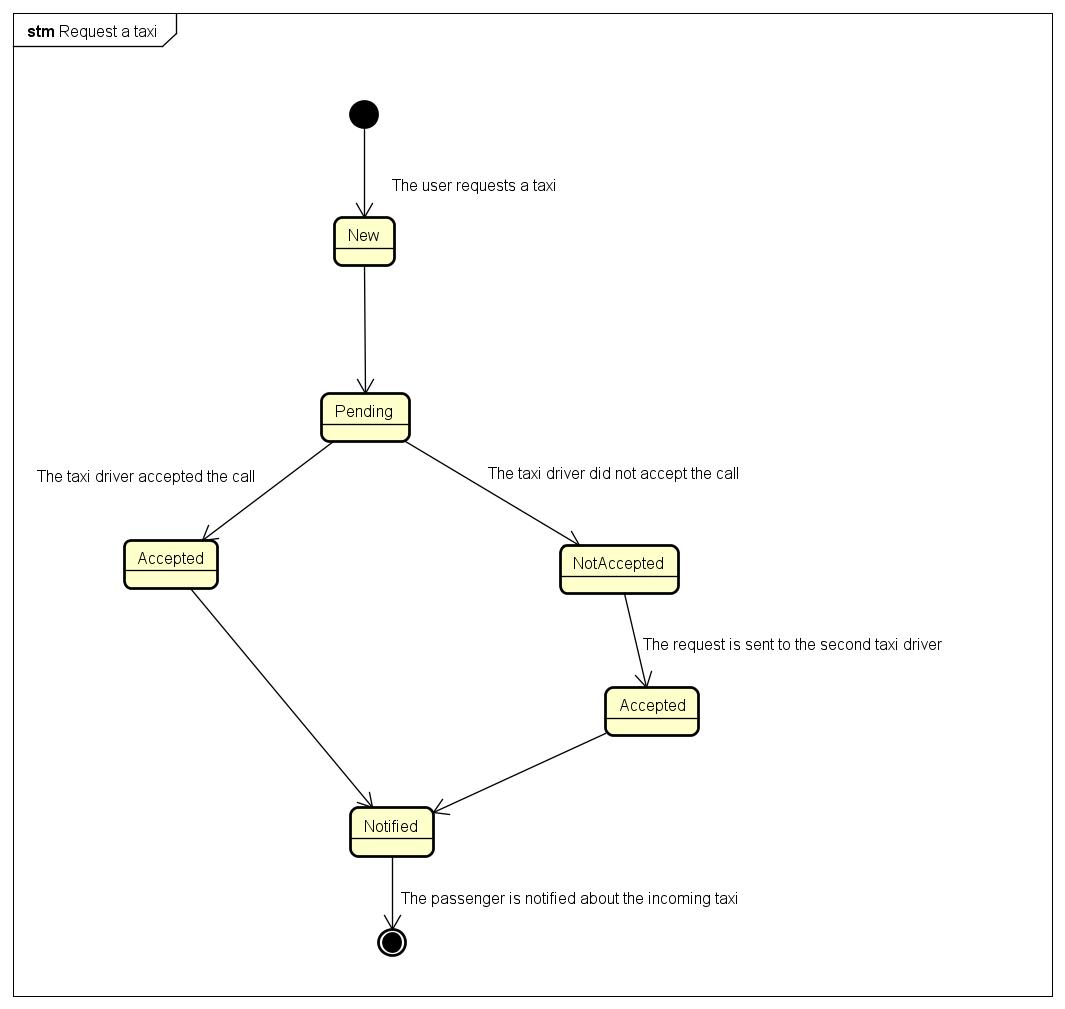 stm Request a taxi
The user requests a taxi
New
Pending
The taxi driver accepted the call
The taxi driver did not accept the call
Accepted
NotAccepted
The request is sent to the second taxi driver
Accepted
Notified
The passenger is notified about the incoming taxi